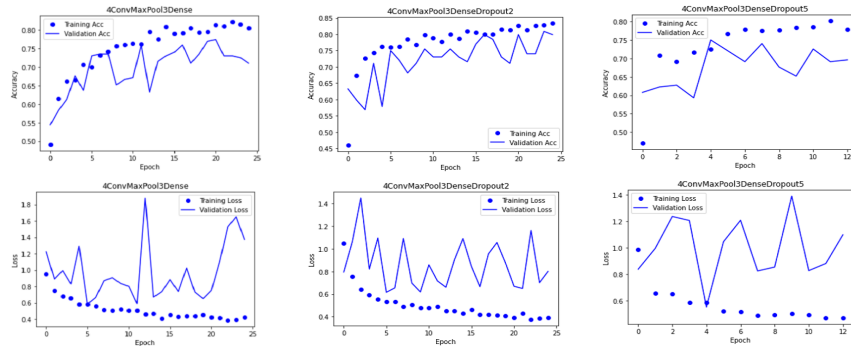 4ConvMaxPool3Dense
Training Acc
Validation Acc
Accuracy
0.80
0.75
0.70
0.65
0.60
0.55
0.50
0 5 10 15 20 25
Epoch
4ConvMaxPool3DenseDropout2
Training Acc
Validation Acc
Accuracy
0.85
0.80
0.75
0.70
0.65
0.60
0.55
0.50
0.45
0 5 10 15 20 25
Epoch
4ConvMaxPool3DenseDropout5
Training Acc
Validation Acc
Accuracy
0.80
0.75
0.70
0.65
0.60
0.55
0.50
0 2 4 6 8 10 12
Epoch
4ConvMaxPool3Dense
Training Loss
Validation Loss
Loss
1.8
1.6
1.4
1.2
1.0
0.8
0.6
0.4
0 5 10 15 20 25
Epoch
4ConvMaxPool3DenseDropout2
Training Loss
Validation Loss
Loss
1.4
1.2
1.0
0.8
0.6
0.4
0 5 10 15 20 25
Epoch
4ConvMaxPool3DenseDropout5
Training Loss
Validation Loss
Loss
1.4
1.2
1.0
0.8
0.6
0 2 4 6 8 10 12
Epoch